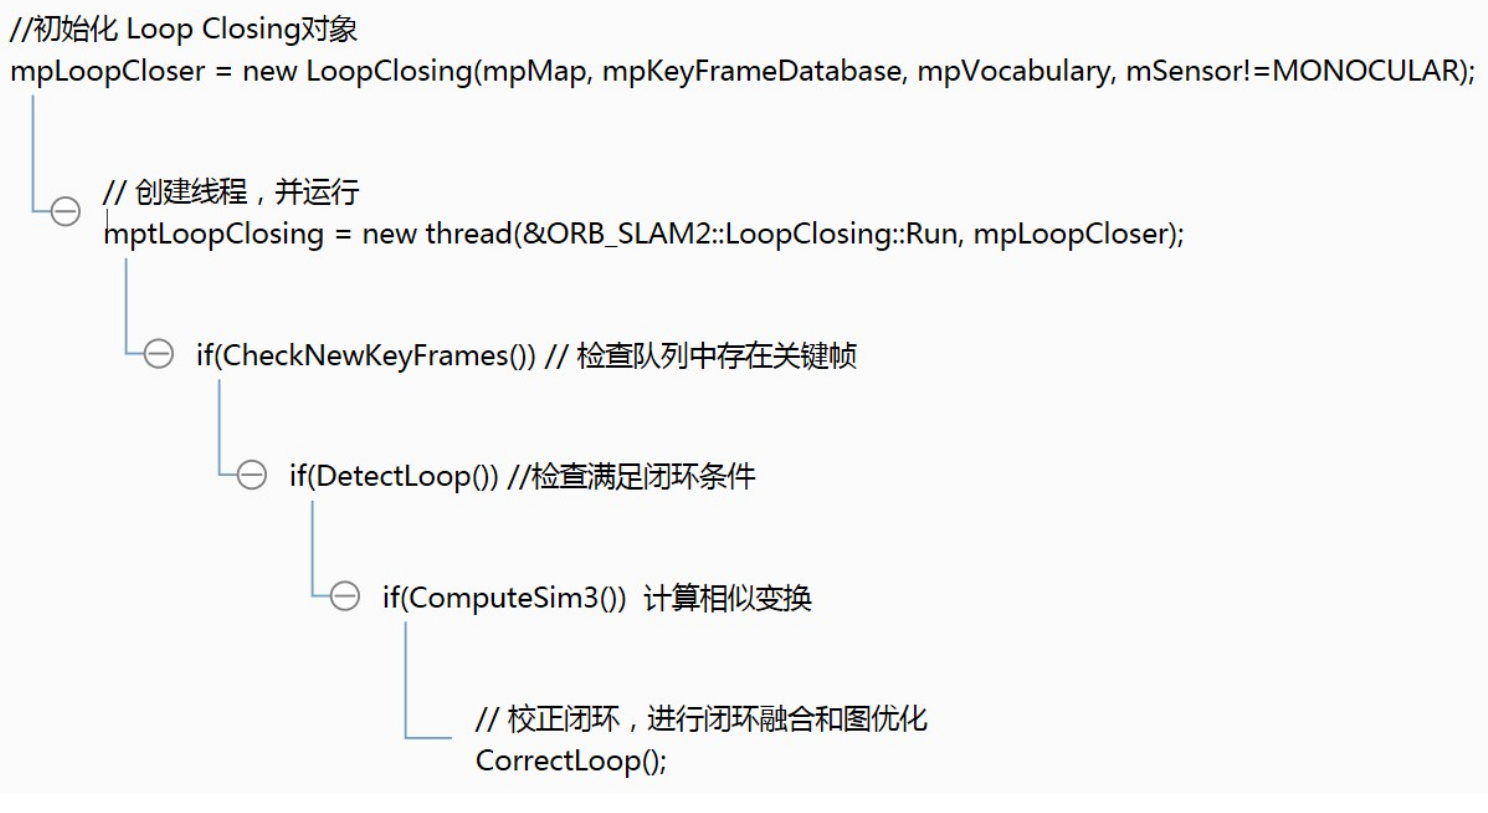 //初始化 Loop Closing对象
mpLoopCloser = new LoopClosing(mpMap, mpKeyFrameDatabase, mpVocabulary, mSensor!=MONOCULAR);
// 创建线程，并运行
mptLoopClosing = new thread(&ORB_SLAM2::LoopClosing::Run, mpLoopCloser);
if(CheckNewKeyFrames()) // 检查队列中存在关键帧
if(DetectLoop()) //检查满足闭环条件
if(ComputeSim3()) 计算相似变换
// 校正闭环，进行闭环融合和图优化
CorrectLoop();